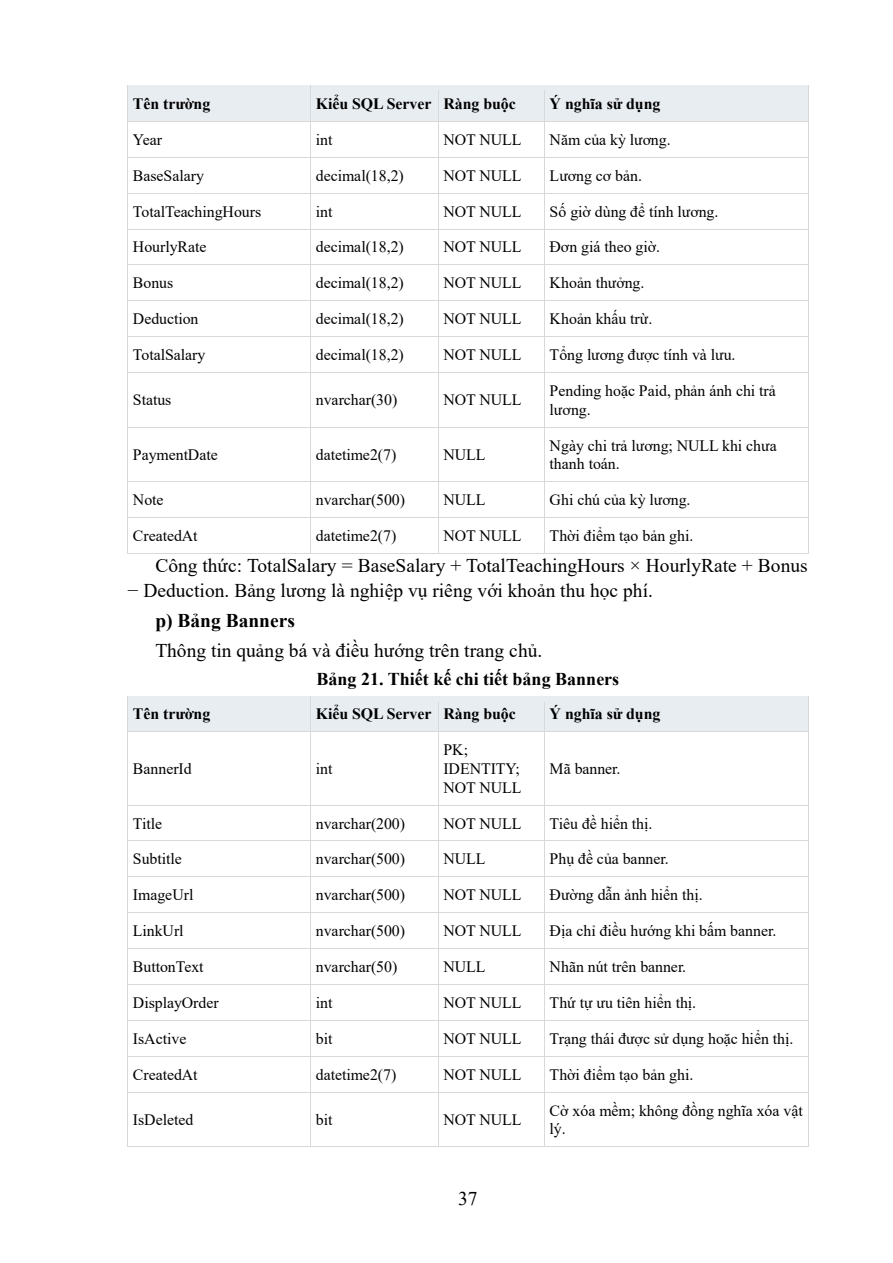 Tên trường Kiểu SQL Server Ràng buộc Ý nghĩa sử dụng
Year int NOT NULL Năm của kỳ lương.
BaseSalary decimal(18,2) NOT NULL Lương cơ bản.
TotalTeachingHours int NOT NULL Số giờ dùng để tính lương.
HourlyRate decimal(18,2) NOT NULL Đơn giá theo giờ.
Bonus decimal(18,2) NOT NULL Khoản thưởng.
Deduction decimal(18,2) NOT NULL Khoản khấu trừ.
TotalSalary decimal(18,2) NOT NULL Tổng lương được tính và lưu.
Status nvarchar(30) NOT NULL Pending hoặc Paid, phản ánh chi trả
lương.
PaymentDate datetime2(7) NULL Ngày chi trả lương; NULL khi chưa
thanh toán.
Note nvarchar(500) NULL Ghi chú của kỳ lương.
CreatedAt datetime2(7) NOT NULL Thời điểm tạo bản ghi.
Công thức: TotalSalary = BaseSalary + TotalTeachingHours × HourlyRate + Bonus
− Deduction. Bảng lương là nghiệp vụ riêng với khoản thu học phí.
p) Bảng Banners
Thông tin quảng bá và điều hướng trên trang chủ.
Bảng 21. Thiết kế chi tiết bảng Banners
Tên trường Kiểu SQL Server Ràng buộc Ý nghĩa sử dụng
BannerId int PK;
IDENTITY;
NOT NULL Mã banner.
Title nvarchar(200) NOT NULL Tiêu đề hiển thị.
Subtitle nvarchar(500) NULL Phụ đề của banner.
ImageUrl nvarchar(500) NOT NULL Đường dẫn ảnh hiển thị.
LinkUrl nvarchar(500) NOT NULL Địa chỉ điều hướng khi bấm banner.
ButtonText nvarchar(50) NULL Nhãn nút trên banner.
DisplayOrder int NOT NULL Thứ tự ưu tiên hiển thị.
IsActive bit NOT NULL Trạng thái được sử dụng hoặc hiển thị.
CreatedAt datetime2(7) NOT NULL Thời điểm tạo bản ghi.
IsDeleted bit NOT NULL Cờ xóa mềm; không đồng nghĩa xóa vật
lý.
37